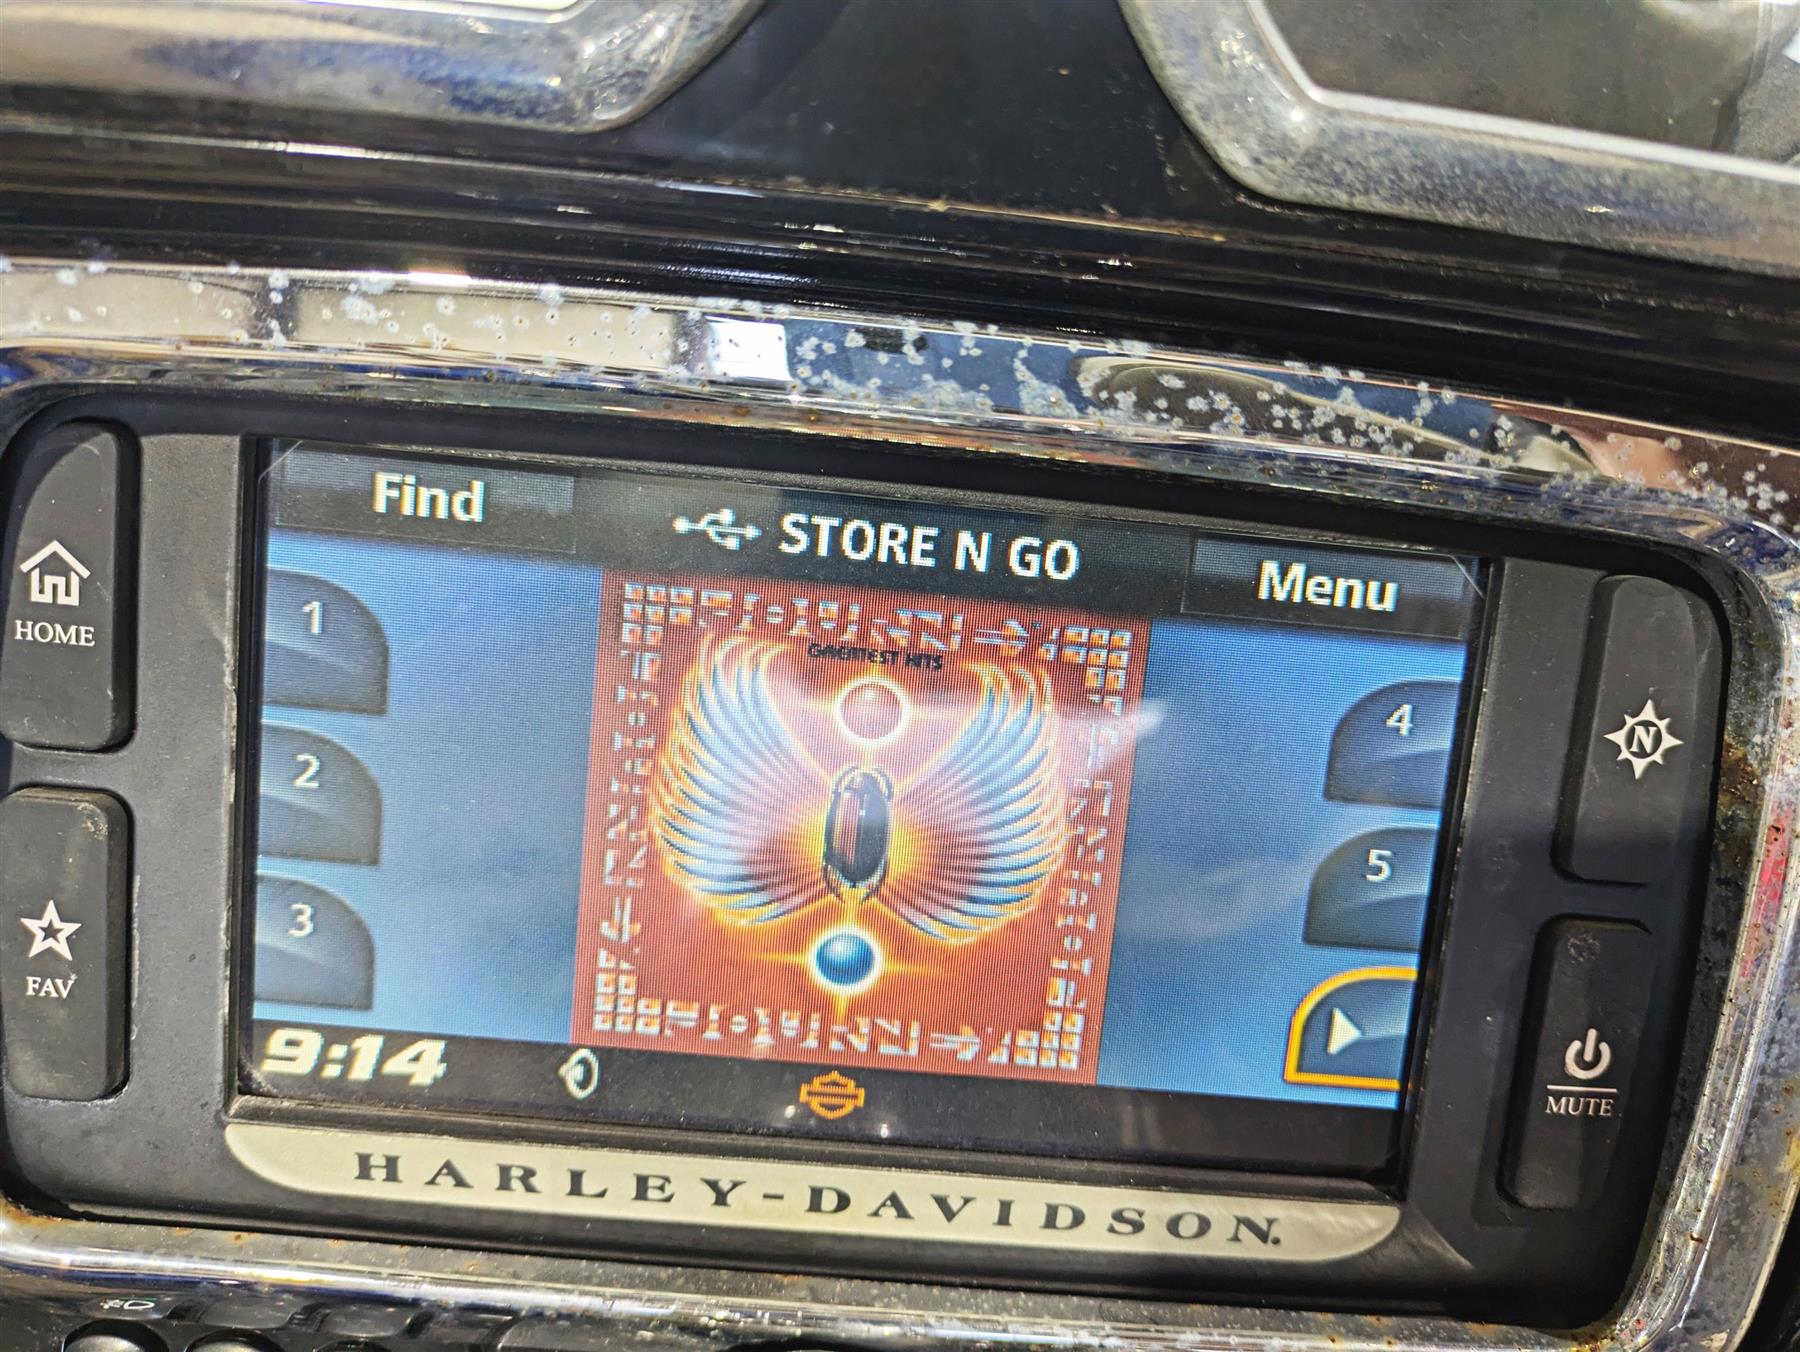 Find
STORE N GO
Menu
HOME
1
GREATEST HITS
4
N
2
5
3
FAV
9:14
MUTE
HARLEY-DAVIDSON.